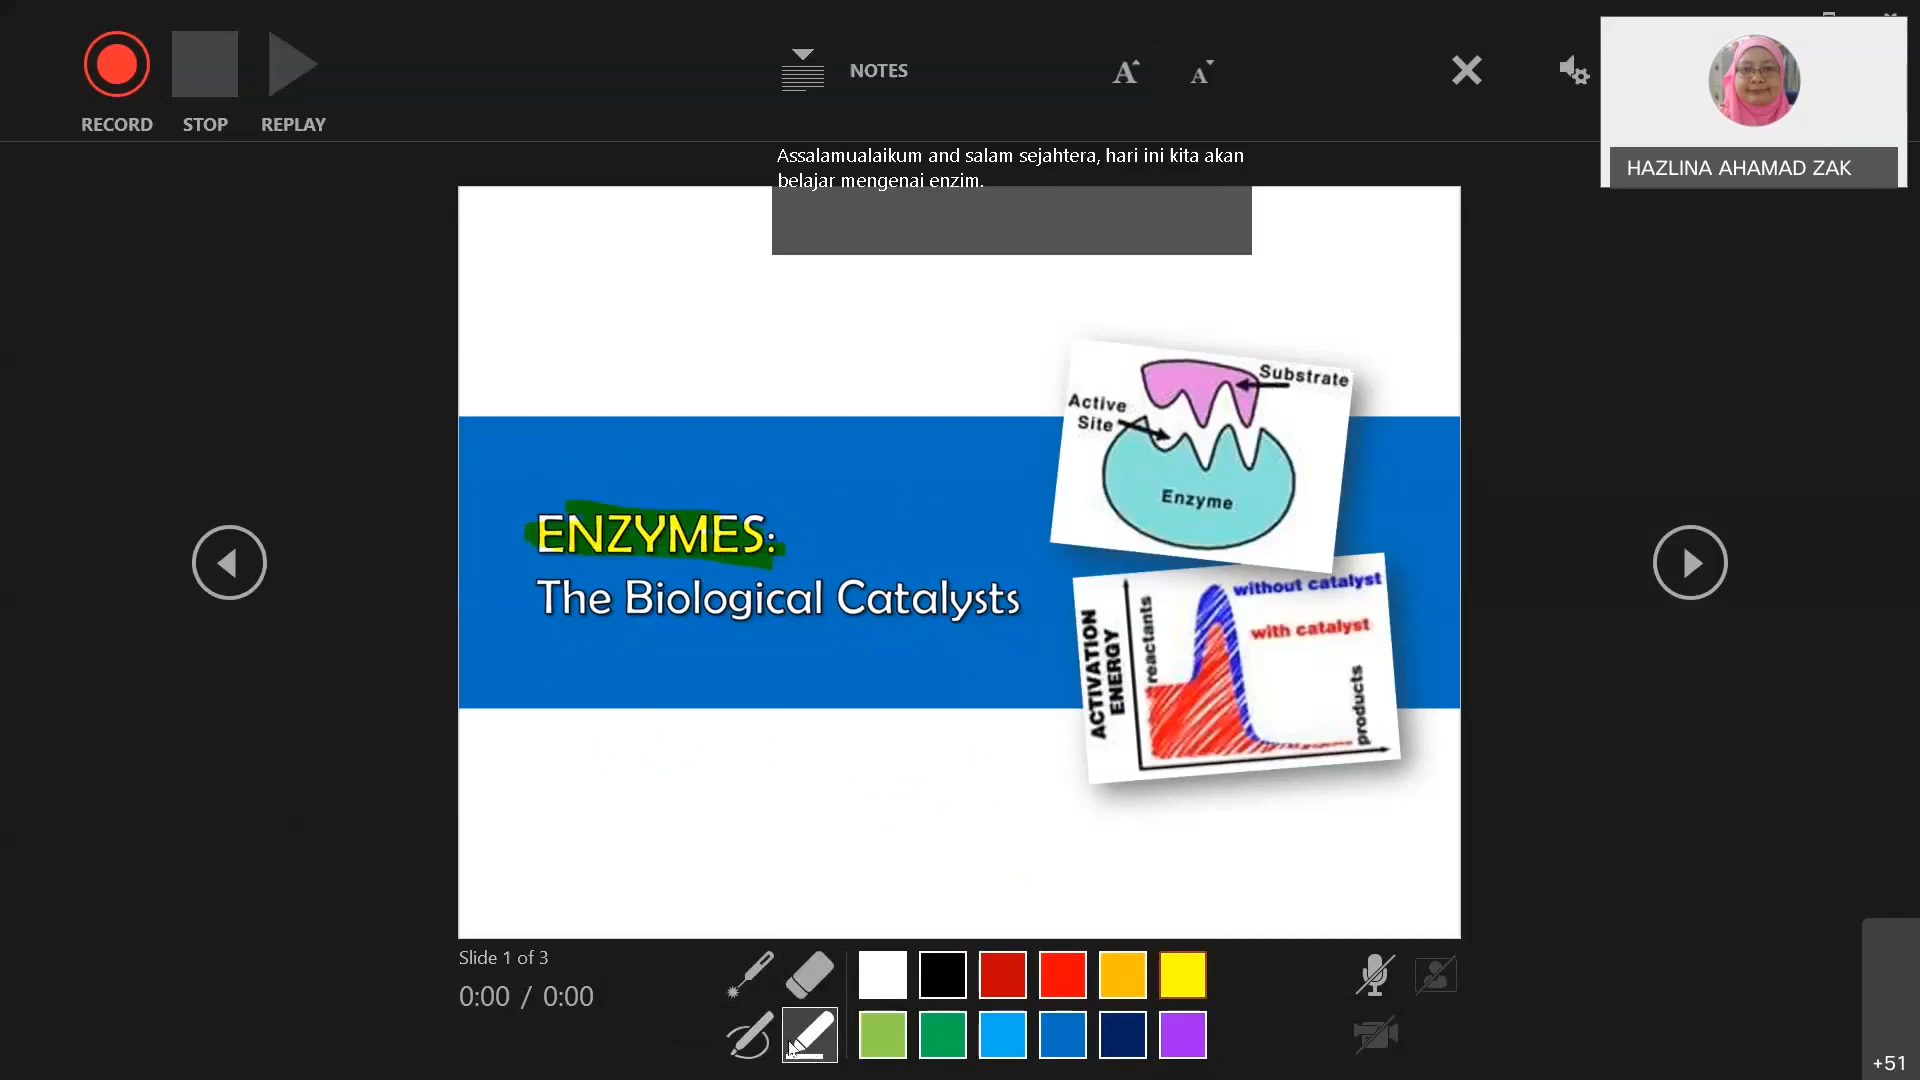 RECORD
STOP
REPLAY
NOTES
HAZLINA AHAMAD ZAK
Assalamualaikum and salam sejahtera, hari ini kita akan
belajar mengenai enzim.
Substrate
Active
Site
Enzyme
ENZYMES:
The Biological Catalysts
without catalyst
with catalyst
ACTIVATION
ENERGY
reactants
products
Slide 1 of 3
0:00 / 0:00
+51